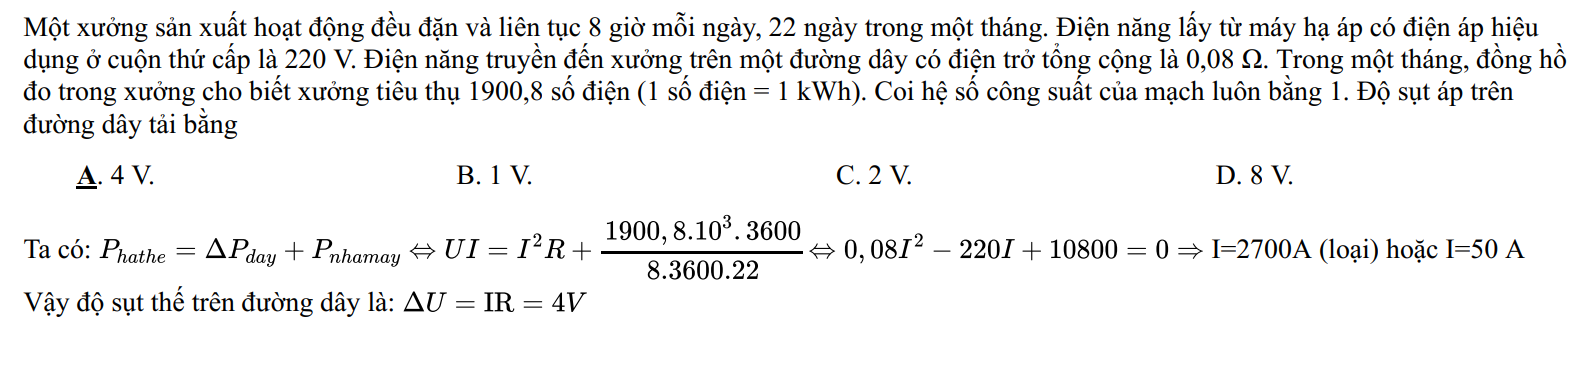 Một xưởng sản xuất hoạt động đều đặn và liên tục 8 giờ mỗi ngày, 22 ngày trong một tháng. Điện năng lấy từ máy hạ áp có điện áp hiệu
dụng ở cuộn thứ cấp là 220 V. Điện năng truyền đến xưởng trên một đường dây có điện trở tổng cộng là 0,08 Ω. Trong một tháng, đồng hồ
đo trong xưởng cho biết xưởng tiêu thụ 1900,8 số điện (1 số điện = 1 kWh). Coi hệ số công suất của mạch luôn bằng 1. Độ sụt áp trên
đường dây tải bằng
A. 4 V. B. 1 V. C. 2 V. D. 8 V.
Ta có: $P_{hathe} = \Delta P_{day} + P_{nhamay} \Leftrightarrow UI = I^2R + \frac{1900,8.10^3.3600}{8.3600.22} \Leftrightarrow 0,08I^2 - 220I + 10800 = 0 \Rightarrow$ I=2700A (loại) hoặc I=50 A
Vậy độ sụt thế trên đường dây là: $\Delta U = \mathrm{IR} = 4V$